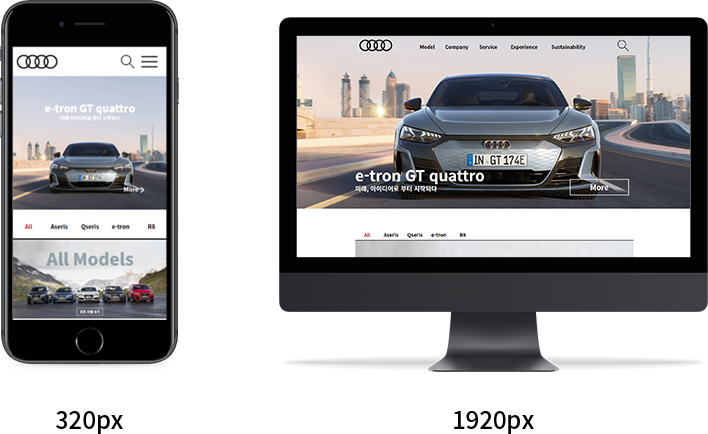 e-tron GT quattro
미래, 아이디어로 부터 시작되다
More
All Aseris Qseris e-tron R8
All Models
모든 모델 보기
320px
Model Company Service Experience Sustainability
IN GT 174E
e-tron GT quattro
미래, 아이디어로 부터 시작되다
More
All Aseris Qseris e-tron R8
1920px